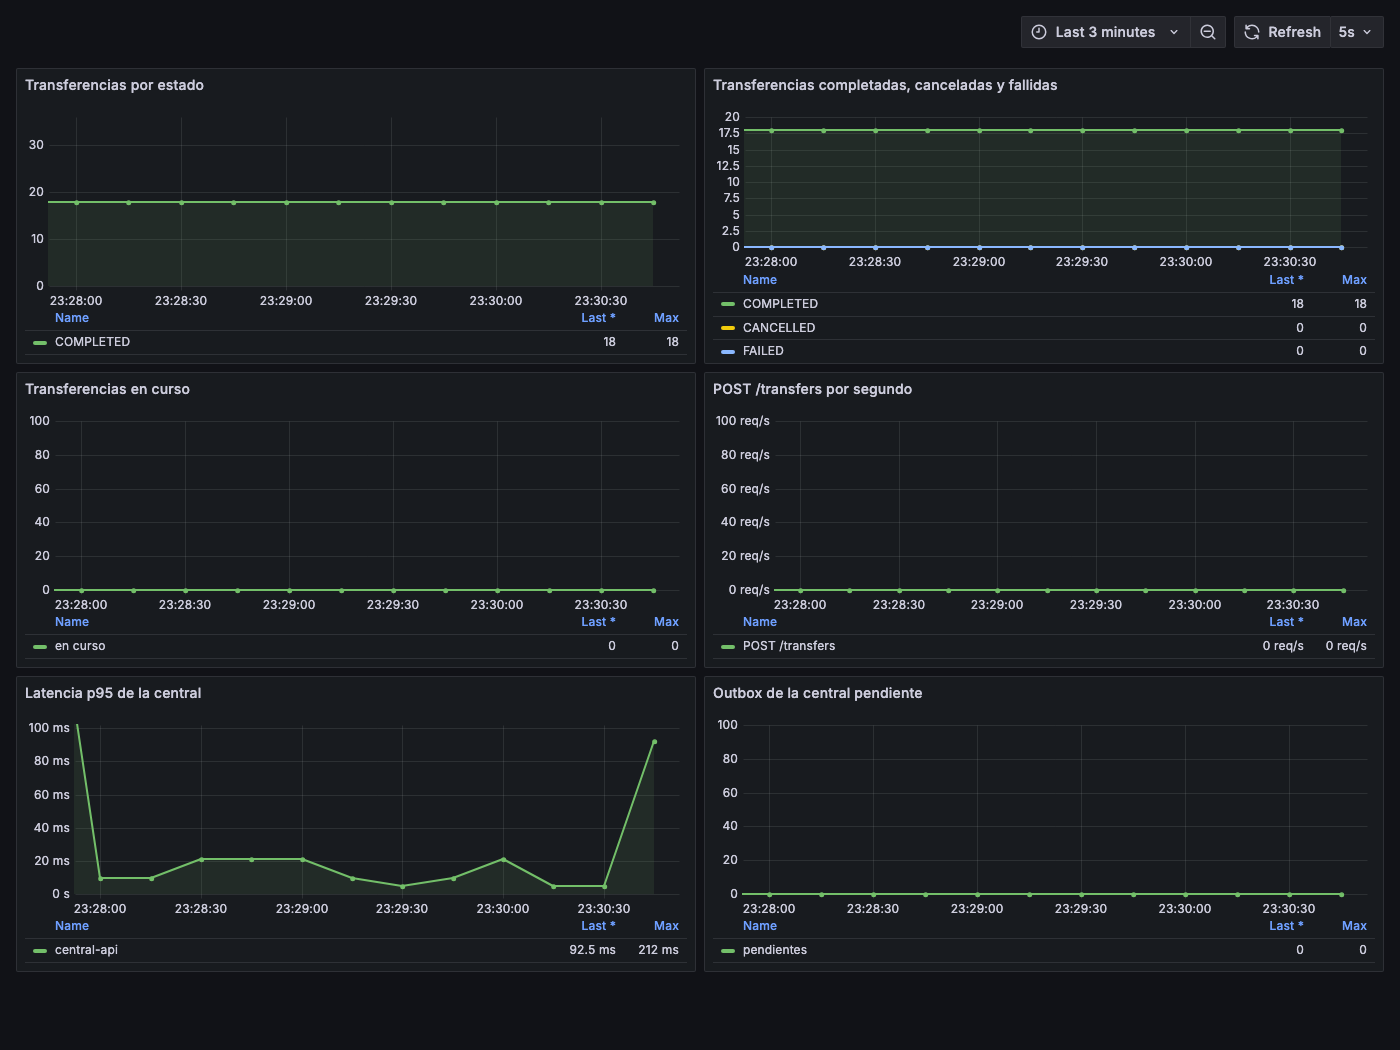 Last 3 minutes
Refresh
5s
Transferencias por estado
30
20
10
0
23:28:00 23:28:30 23:29:00 23:29:30 23:30:00 23:30:30
Name Last * Max
COMPLETED 18 18
Transferencias completadas, canceladas y fallidas
20
17.5
15
12.5
10
7.5
5
2.5
0
23:28:00 23:28:30 23:29:00 23:29:30 23:30:00 23:30:30
Name Last * Max
COMPLETED 18 18
CANCELLED 0 0
FAILED 0 0
Transferencias en curso
100
80
60
40
20
0
23:28:00 23:28:30 23:29:00 23:29:30 23:30:00 23:30:30
Name Last * Max
en curso 0 0
POST /transfers por segundo
100 req/s
80 req/s
60 req/s
40 req/s
20 req/s
0 req/s
23:28:00 23:28:30 23:29:00 23:29:30 23:30:00 23:30:30
Name Last * Max
POST /transfers 0 req/s 0 req/s
Latencia p95 de la central
100 ms
80 ms
60 ms
40 ms
20 ms
0 s
23:28:00 23:28:30 23:29:00 23:29:30 23:30:00 23:30:30
Name Last * Max
central-api 92.5 ms 212 ms
Outbox de la central pendiente
100
80
60
40
20
0
23:28:00 23:28:30 23:29:00 23:29:30 23:30:00 23:30:30
Name Last * Max
pendientes 0 0